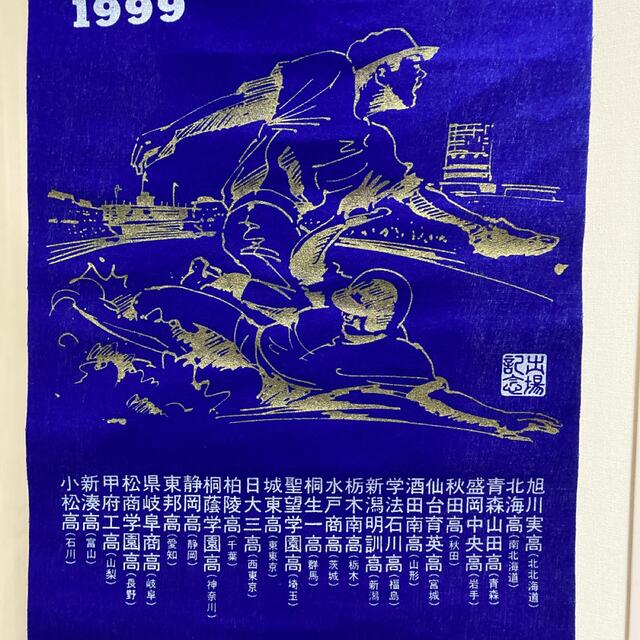 1999
出場
記念
旭川実高(北北海道)
北海高(南北海道)
青森山田高(青森)
盛岡中央高(岩手)
秋田高(秋田)
仙台育英高(宮城)
酒田南高(山形)
学法石川高(福島)
新潟明訓高(新潟)
栃木南高(栃木)
水戸商高(茨城)
桐生一高(群馬)
聖望学園高(埼玉)
城東高(東東京)
日大三高(西東京)
柏陵高(千葉)
桐蔭学園高(神奈川)
静岡高(静岡)
東邦高(愛知)
県岐阜商高(岐阜)
松商学園高(長野)
甲府工高(山梨)
新湊高(富山)
小松高(石川)